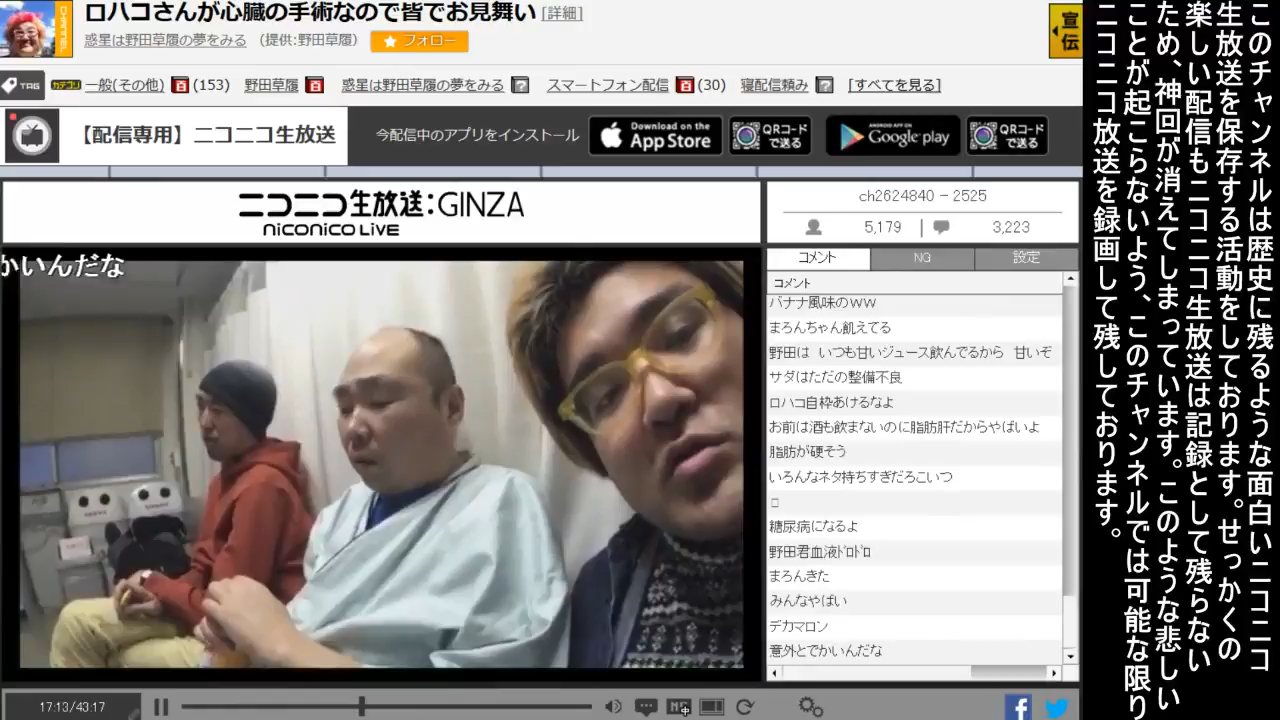 ロハコさんが心臓の手術なので皆でお見舞い [詳細]
惑星は野田草履の夢をみる (提供:野田草履) ★ フォロー
CHANNEL
宣伝
TAG カテゴリ 一般(その他) 百 (153) 野田草履 百 惑星は野田草履の夢をみる ? スマートフォン配信 百 (30) 寝配信頼み ? [すべてを見る]
【配信専用】ニコニコ生放送
今配信中のアプリをインストール
Download on the App Store
QRコードで送る
ANDROID APP ON Google play
QRコードで送る
ニコニコ生放送:GINZA
niconico LIVE
ch2624840 - 2525
5,179 | 3,223
コメント NG 設定
コメント
バナナ風味のWW
まろんちゃん飢えてる
野田は いつも甘いジュース飲んでるから 甘いぞ
サダはただの整備不良
ロハコ自枠あけるなよ
お前は酒も飲まないのに脂肪肝だからやばいよ
脂肪が硬そう
いろんなネタ持ちすぎだろこいつ
糖尿病になるよ
野田君血液ドロドロ
まろんきた
みんなやばい
デカマロン
意外とでかいんだな
かいんだな
17:13/43:17
このチャンネルは歴史に残るような面白いニコニコ
生放送を保存する活動をしております。せっかくの
楽しい配信もニコニコ生放送は記録として残らない
ため、神回が消えてしまっています。このような悲しい
ことが起こらないよう、このチャンネルでは可能な限り
ニコニコ放送を録画して残しております。